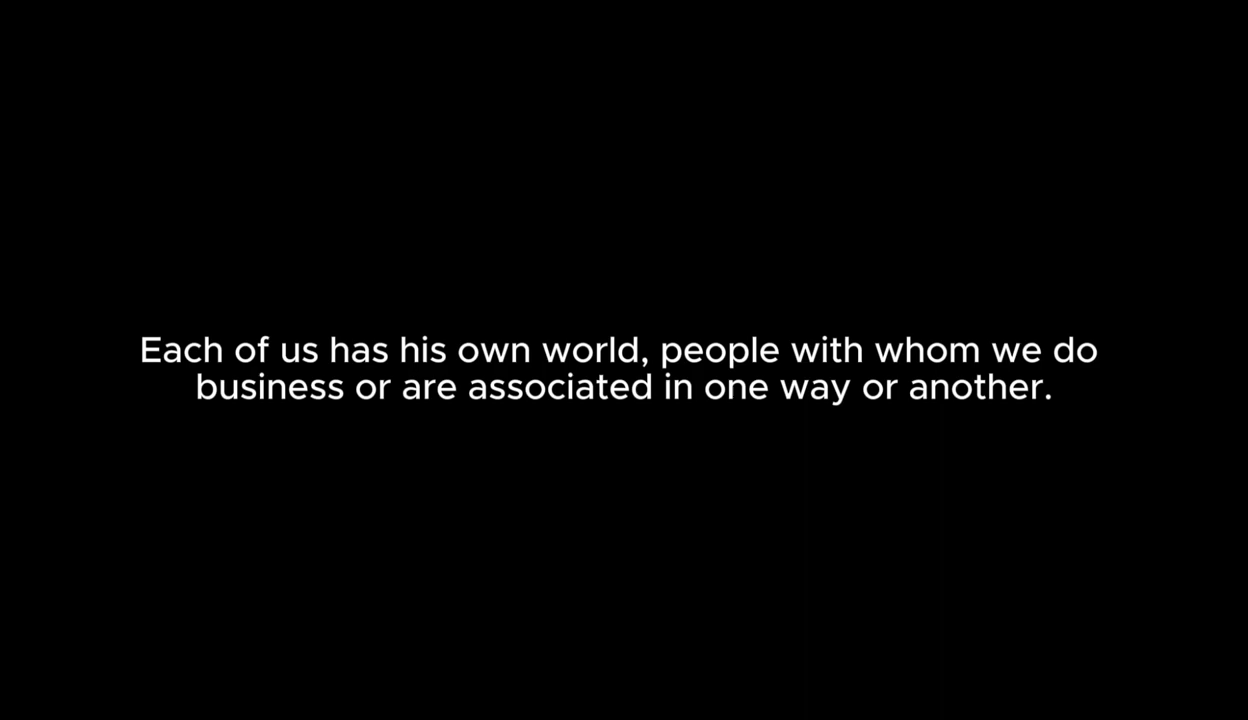 Each of us has his own world, people with whom we do
business or are associated in one way or another.